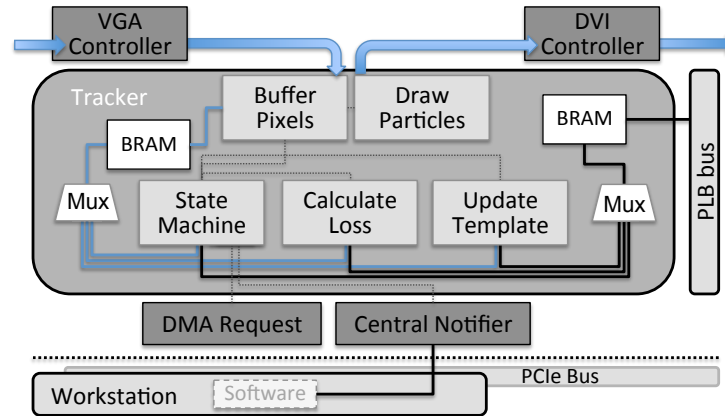 VGA
Controller
DVI
Controller
Tracker
Buffer
Pixels
Draw
Particles
BRAM
BRAM
PLB bus
Mux
State
Machine
Calculate
Loss
Update
Template
Mux
DMA Request
Central Notifier
PCIe Bus
Workstation
Software